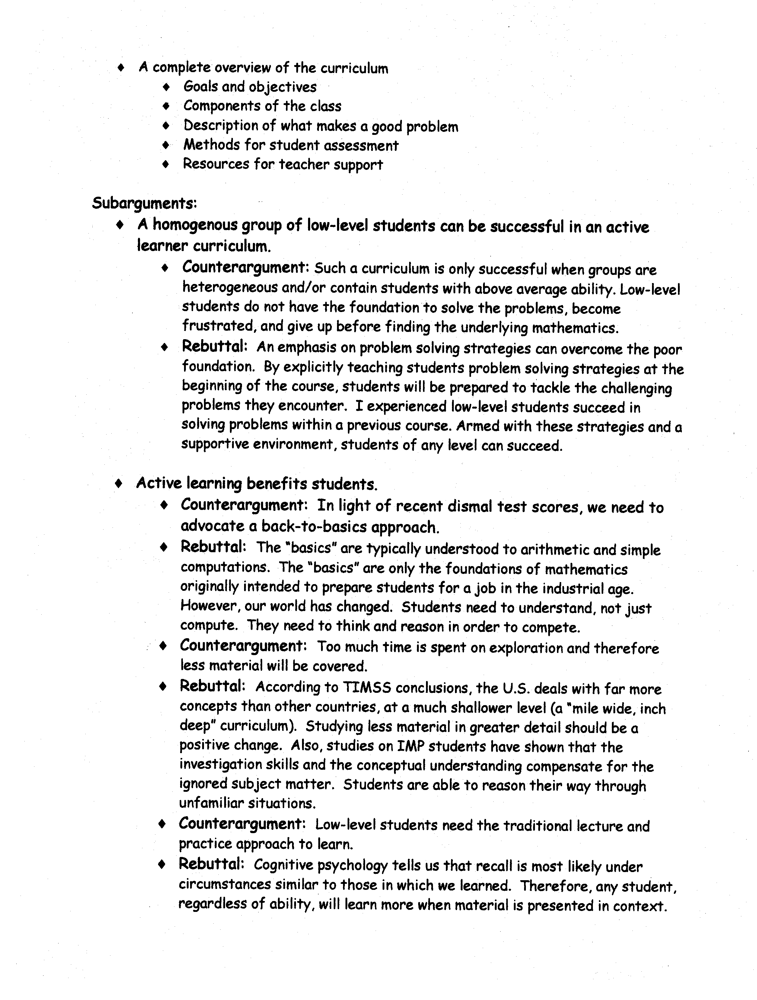 ♦ A complete overview of the curriculum
♦ Goals and objectives
♦ Components of the class
♦ Description of what makes a good problem
♦ Methods for student assessment
♦ Resources for teacher support
Subarguments:
♦ A homogenous group of low-level students can be successful in an active
learner curriculum.
♦ Counterargument: Such a curriculum is only successful when groups are
heterogeneous and/or contain students with above average ability. Low-level
students do not have the foundation to solve the problems, become
frustrated, and give up before finding the underlying mathematics.
♦ Rebuttal: An emphasis on problem solving strategies can overcome the poor
foundation. By explicitly teaching students problem solving strategies at the
beginning of the course, students will be prepared to tackle the challenging
problems they encounter. I experienced low-level students succeed in
solving problems within a previous course. Armed with these strategies and a
supportive environment, students of any level can succeed.
♦ Active learning benefits students.
♦ Counterargument: In light of recent dismal test scores, we need to
advocate a back-to-basics approach.
♦ Rebuttal: The "basics" are typically understood to arithmetic and simple
computations. The "basics" are only the foundations of mathematics
originally intended to prepare students for a job in the industrial age.
However, our world has changed. Students need to understand, not just
compute. They need to think and reason in order to compete.
♦ Counterargument: Too much time is spent on exploration and therefore
less material will be covered.
♦ Rebuttal: According to TIMSS conclusions, the U.S. deals with far more
concepts than other countries, at a much shallower level (a "mile wide, inch
deep" curriculum). Studying less material in greater detail should be a
positive change. Also, studies on IMP students have shown that the
investigation skills and the conceptual understanding compensate for the
ignored subject matter. Students are able to reason their way through
unfamiliar situations.
♦ Counterargument: Low-level students need the traditional lecture and
practice approach to learn.
♦ Rebuttal: Cognitive psychology tells us that recall is most likely under
circumstances similar to those in which we learned. Therefore, any student,
regardless of ability, will learn more when material is presented in context.